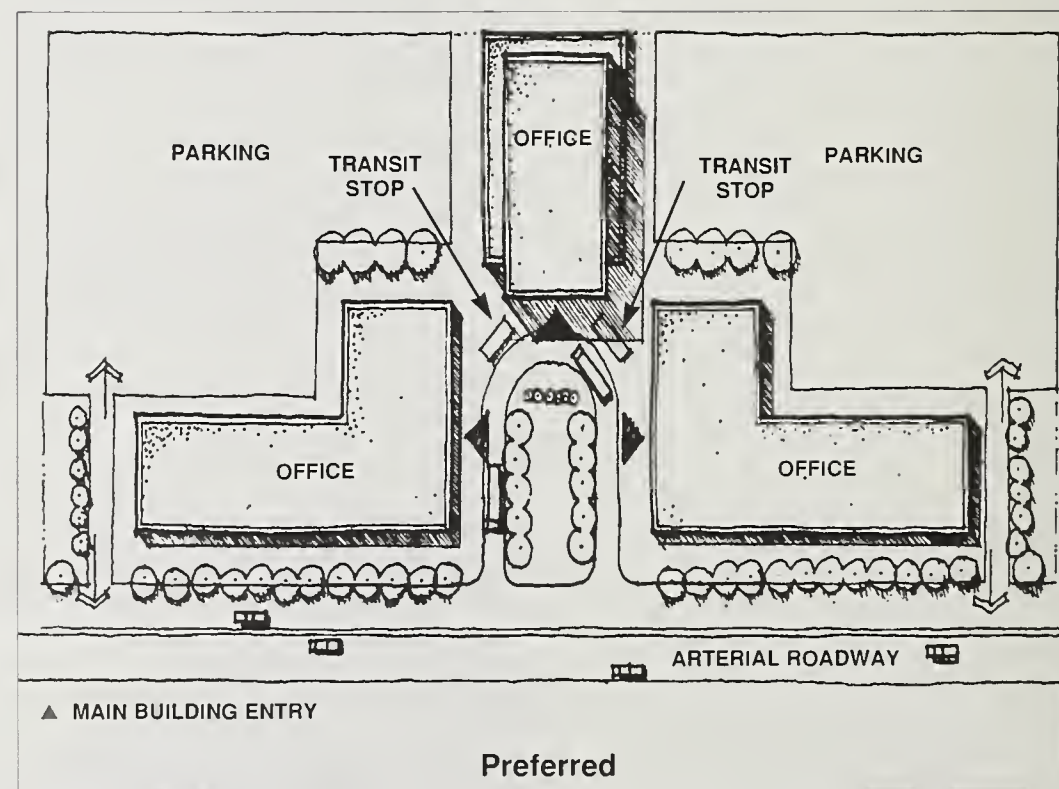 OFFICE
PARKING
TRANSIT
STOP
TRANSIT
STOP
PARKING
OFFICE
OFFICE
ARTERIAL ROADWAY
▲ MAIN BUILDING ENTRY
Preferred